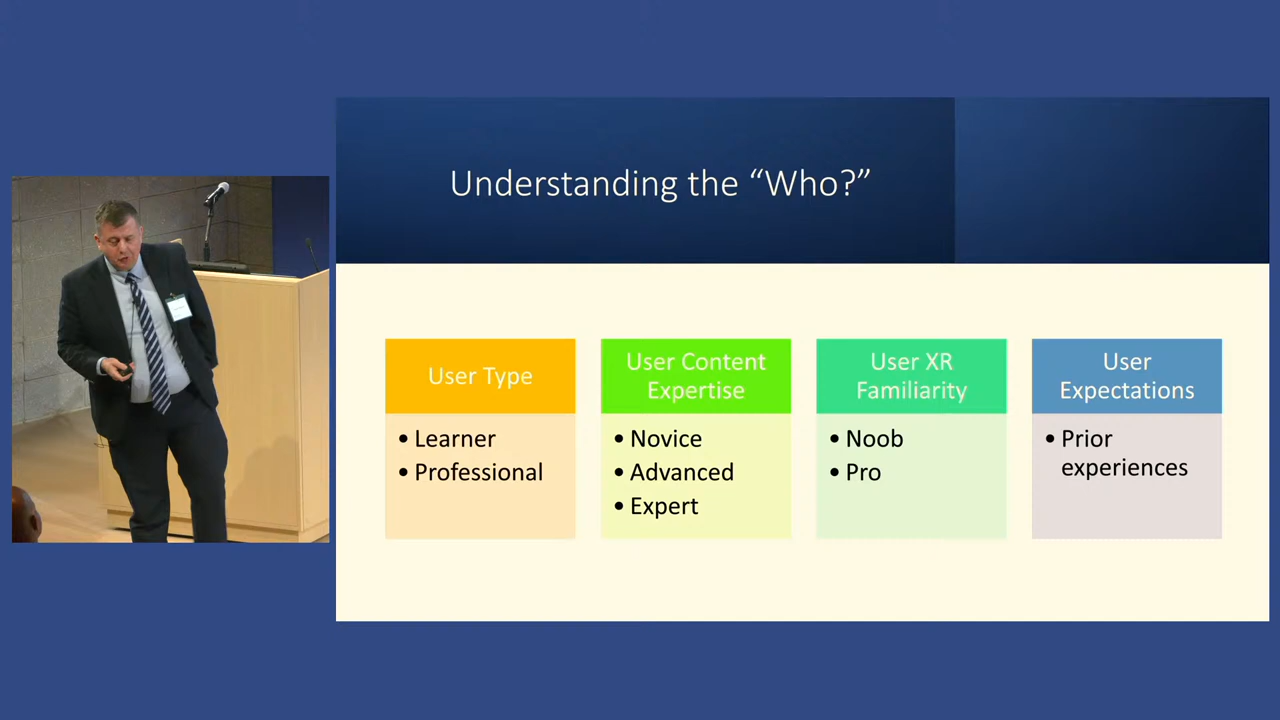 Understanding the “Who?”
User Type
• Learner
• Professional
User Content
Expertise
• Novice
• Advanced
• Expert
User XR
Familiarity
• Noob
• Pro
User
Expectations
• Prior
experiences